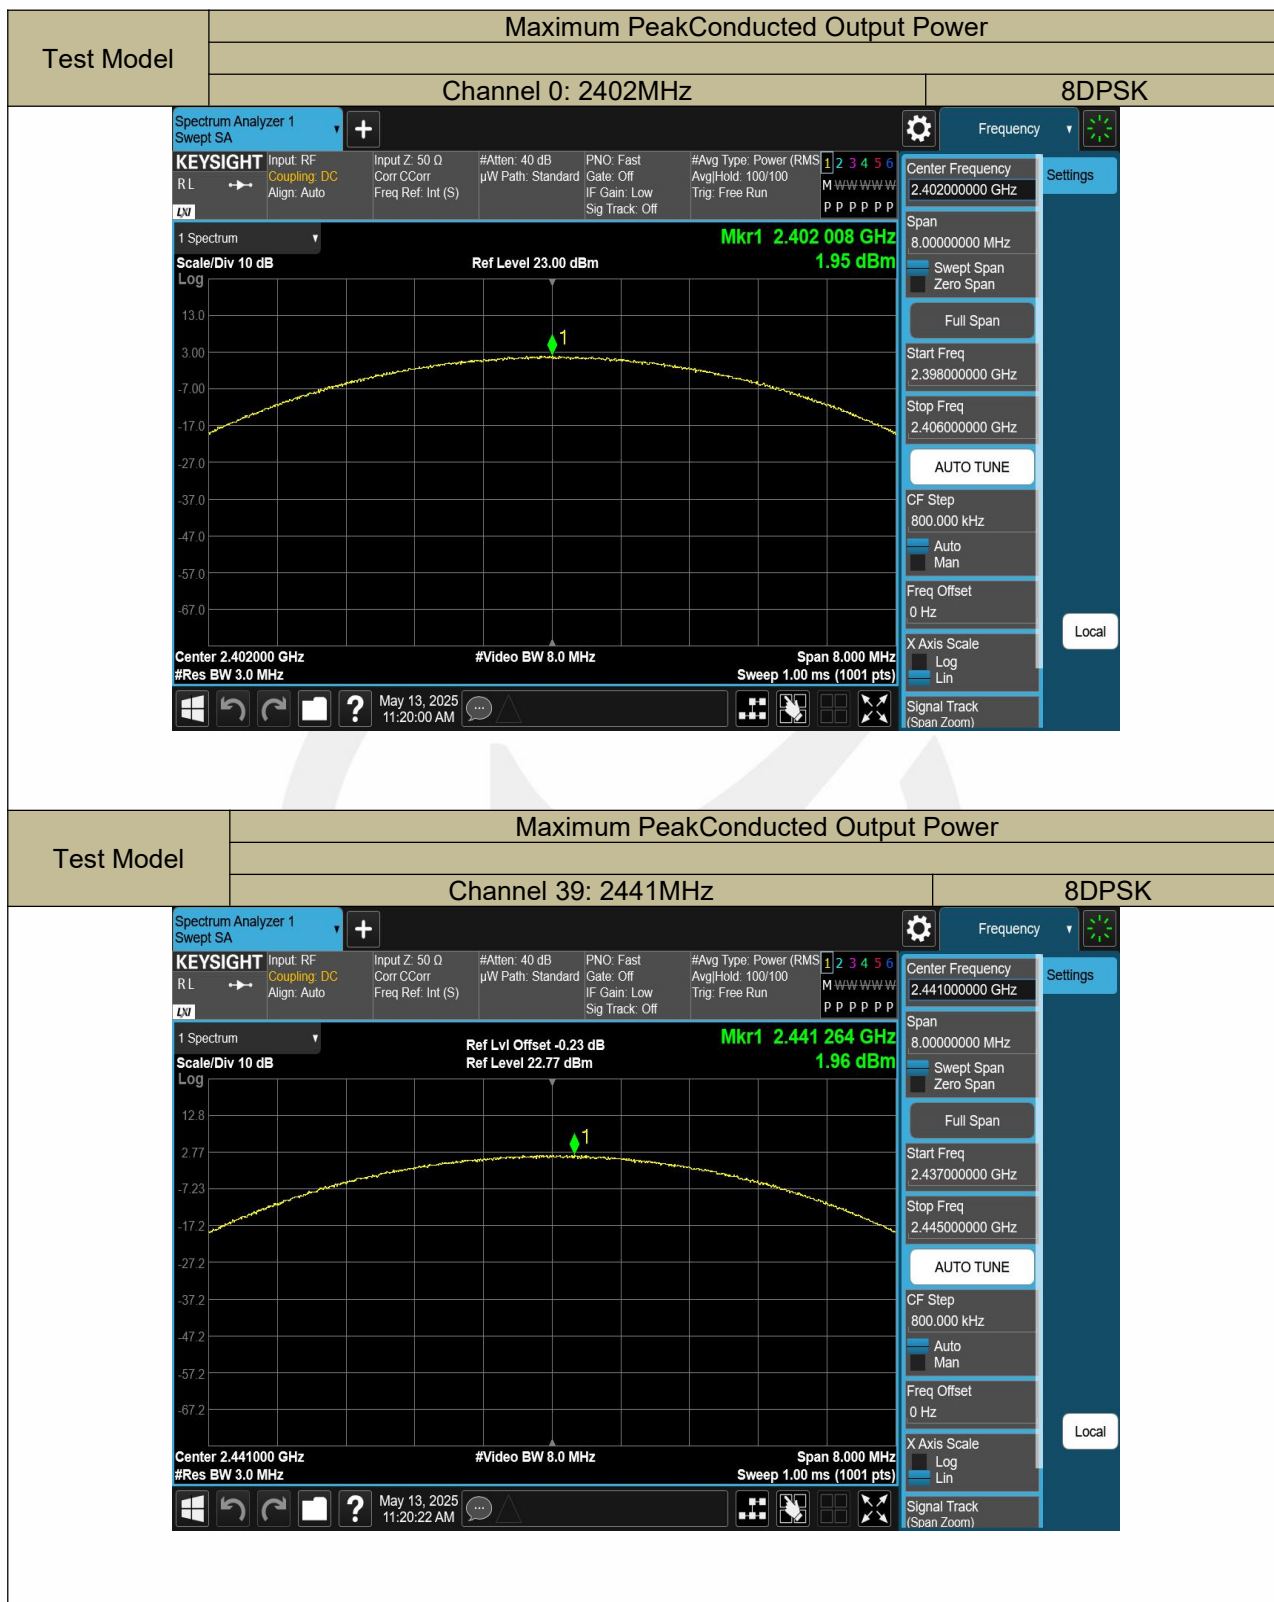 Test Model
Maximum PeakConducted Output Power
Channel 0: 2402MHz 8DPSK
Spectrum Analyzer 1
Swept SA
Frequency
KEYSIGHT
R L
LXI
Input: RF
Coupling: DC
Align: Auto
Input Z: 50 Ω
Corr CCorr
Freq Ref: Int (S)
#Atten: 40 dB
µW Path: Standard
PNO: Fast
Gate: Off
IF Gain: Low
Sig Track: Off
#Avg Type: Power (RMS
Avg|Hold: 100/100
Trig: Free Run
1 2 3 4 5 6
M W W W W W
P P P P P P
1 Spectrum
Scale/Div 10 dB
Ref Level 23.00 dBm
Mkr1 2.402 008 GHz
1.95 dBm
Log
1
13.0
3.00
-7.00
-17.0
-27.0
-37.0
-47.0
-57.0
-67.0
Center 2.402000 GHz
#Res BW 3.0 MHz
#Video BW 8.0 MHz
Span 8.000 MHz
Sweep 1.00 ms (1001 pts)
?
May 13, 2025
11:20:00 AM
Center Frequency
2.402000000 GHz
Settings
Span
8.00000000 MHz
Swept Span
Zero Span
Full Span
Start Freq
2.398000000 GHz
Stop Freq
2.406000000 GHz
AUTO TUNE
CF Step
800.000 kHz
Auto
Man
Freq Offset
0 Hz
X Axis Scale
Log
Lin
Local
Signal Track
(Span Zoom)
Test Model
Maximum PeakConducted Output Power
Channel 39: 2441MHz 8DPSK
Spectrum Analyzer 1
Swept SA
Frequency
KEYSIGHT
R L
LXI
Input: RF
Coupling: DC
Align: Auto
Input Z: 50 Ω
Corr CCorr
Freq Ref: Int (S)
#Atten: 40 dB
µW Path: Standard
PNO: Fast
Gate: Off
IF Gain: Low
Sig Track: Off
#Avg Type: Power (RMS
Avg|Hold: 100/100
Trig: Free Run
1 2 3 4 5 6
M W W W W W
P P P P P P
1 Spectrum
Scale/Div 10 dB
Ref Lvl Offset -0.23 dB
Ref Level 22.77 dBm
Mkr1 2.441 264 GHz
1.96 dBm
Log
1
12.8
2.77
-7.23
-17.2
-27.2
-37.2
-47.2
-57.2
-67.2
Center 2.441000 GHz
#Res BW 3.0 MHz
#Video BW 8.0 MHz
Span 8.000 MHz
Sweep 1.00 ms (1001 pts)
?
May 13, 2025
11:20:22 AM
Center Frequency
2.441000000 GHz
Settings
Span
8.00000000 MHz
Swept Span
Zero Span
Full Span
Start Freq
2.437000000 GHz
Stop Freq
2.445000000 GHz
AUTO TUNE
CF Step
800.000 kHz
Auto
Man
Freq Offset
0 Hz
X Axis Scale
Log
Lin
Local
Signal Track
(Span Zoom)